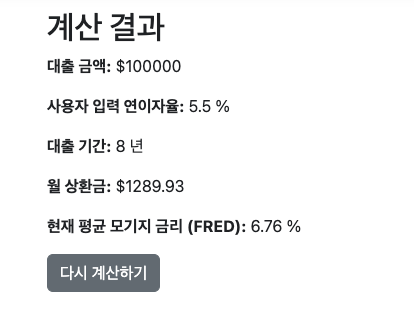 계산 결과
대출 금액: $100000
사용자 입력 연이자율: 5.5 %
대출 기간: 8 년
월 상환금: $1289.93
현재 평균 모기지 금리 (FRED): 6.76 %
다시 계산하기